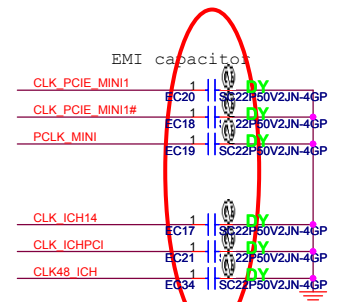 EMI capacitor
CLK_PCIE_MINI1 1 DY
EC20 SC22P50V2JN-4GP
CLK_PCIE_MINI1# 1 DY
EC18 SC22P50V2JN-4GP
PCLK_MINI 1 DY
EC19 SC22P50V2JN-4GP
CLK_ICH14 1 DY
EC17 SC22P50V2JN-4GP
CLK_ICHPCI 1 DY
EC21 SC22P50V2JN-4GP
CLK48_ICH 1 DY
EC34 SC22P50V2JN-4GP